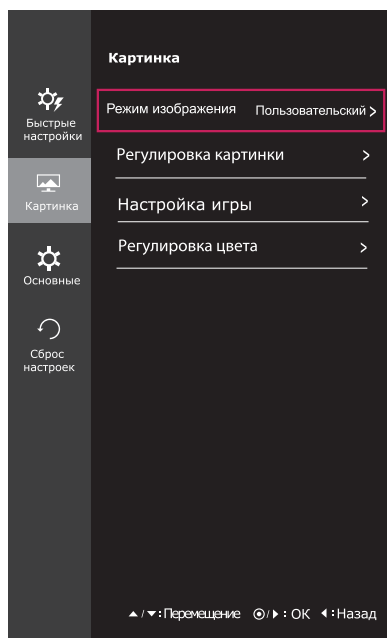 Картинка
Быстрые
настройки
Картинка
Основные
Сброс
настроек
Режим изображения Пользовательский >
Регулировка картинки >
Настройка игры >
Регулировка цвета >
▲/▼:Перемещение ⊙/▶:OK ◀:Назад